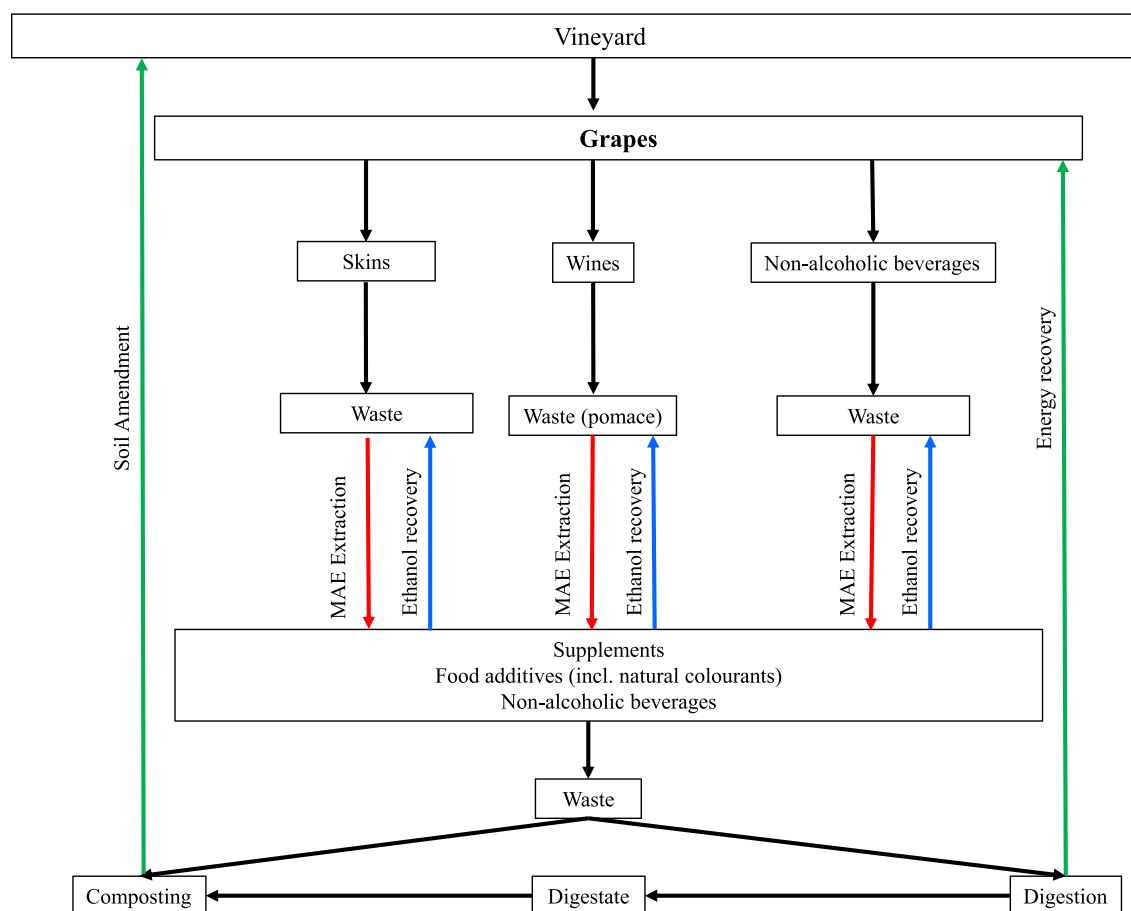 Vineyard
Grapes
Skins
Wines
Non-alcoholic beverages
Soil Amendment
Energy recovery
Waste
Waste (pomace)
Waste
MAE Extraction
Ethanol recovery
MAE Extraction
Ethanol recovery
MAE Extraction
Ethanol recovery
Supplements
Food additives (incl. natural colourants)
Non-alcoholic beverages
Waste
Composting
Digestate
Digestion